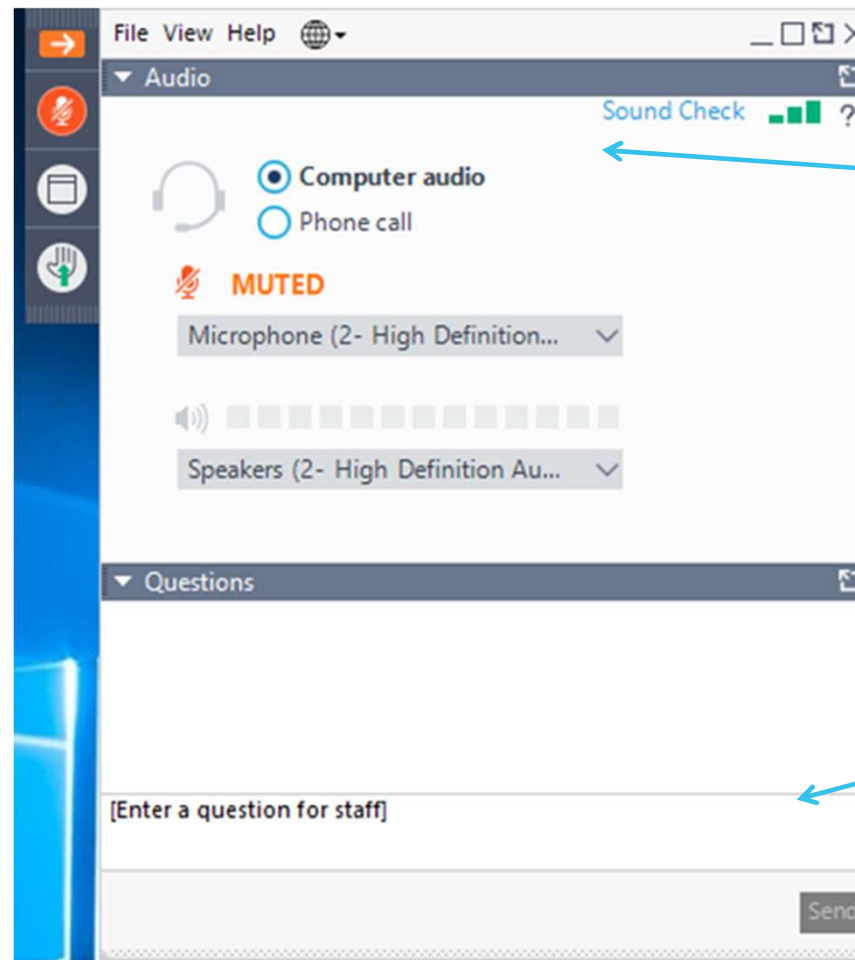 File View Help
Audio
Sound Check ?
Computer audio
Phone call
MUTED
Microphone (2- High Definition...
Speakers (2- High Definition Au...
Questions
[Enter a question for staff]
Send